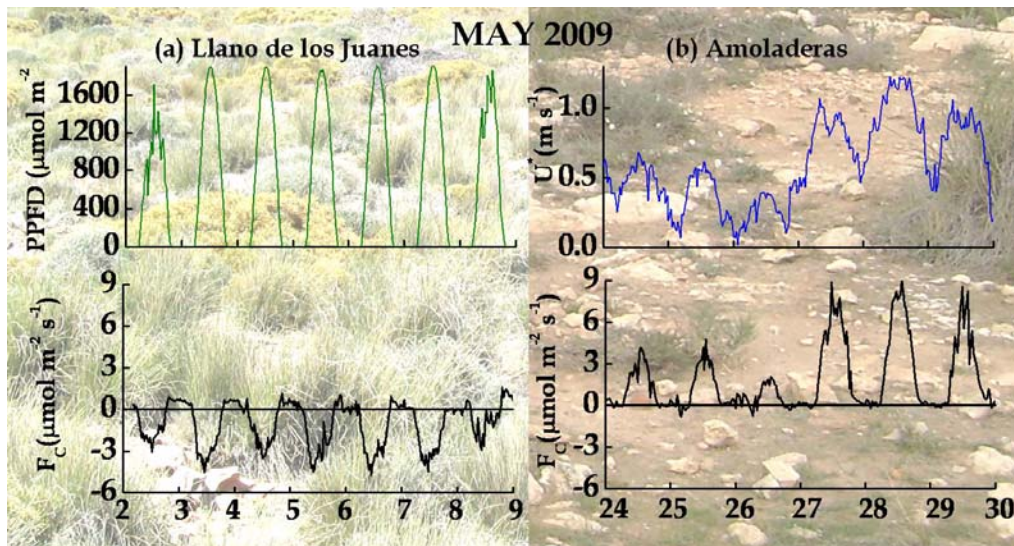 MAY 2009
(a) Llano de los Juanes
PPFD (μmol m⁻²
1600
1200
800
400
0
F_C (μmol m⁻² s⁻¹)
9
6
3
0
-3
-6
2 3 4 5 6 7 8 9
(b) Amoladeras
U* (m s⁻¹)
1.0
0.5
0.0
F_C (μmol m⁻² s⁻¹)
9
6
3
0
-3
-6
24 25 26 27 28 29 30